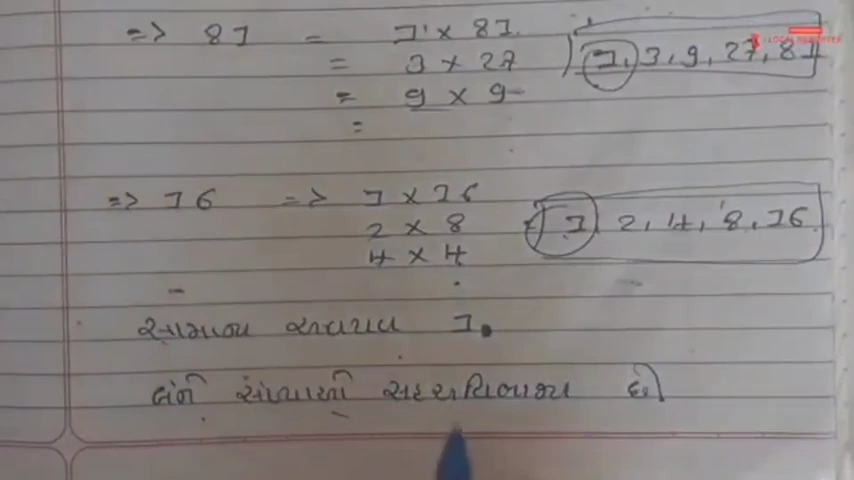 => 81 = 1 × 81
= 3 × 27
= 9 × 9
=
1, 3, 9, 27, 81
=> 16 => 1 × 16
2 × 8
4 × 4
1, 2, 4, 8, 16
સામાન્ય અવયવ 1.
બંને સંખ્યાઓ સહઅવિભાજ્ય છે